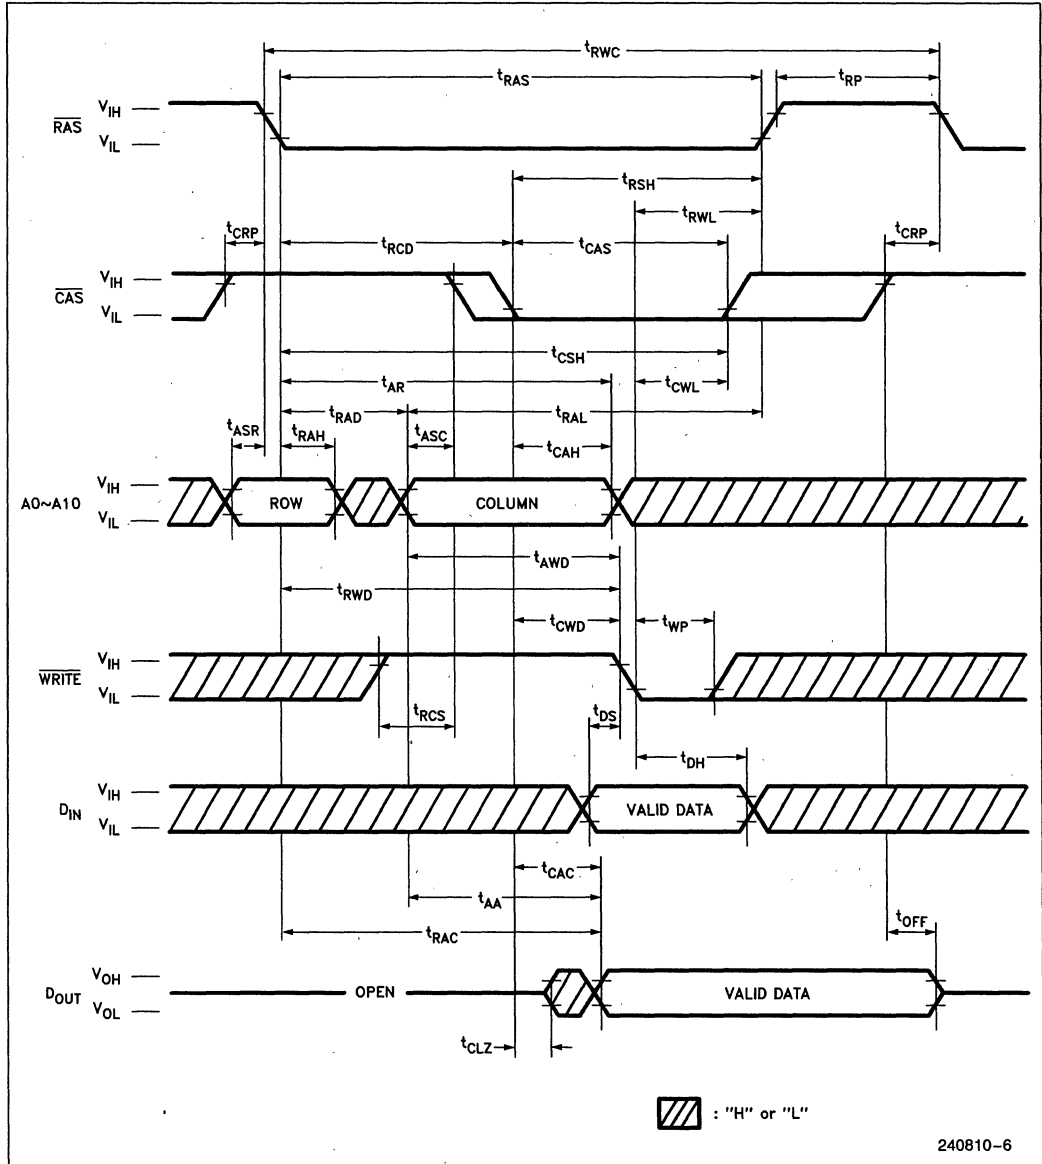 tRWC
tRAS
tRP
RAS
VIH
VIL
tRSH
tRWL
tCRP
tRCD
tCAS
tCRP
CAS
VIH
VIL
tCSH
tAR
tCWL
tRAD
tRAL
tASR
tRAH
tASC
tCAH
A0~A10
VIH
VIL
ROW
COLUMN
tAWD
tRWD
tCWD
tWP
WRITE
VIH
VIL
tRCS
tDS
tDH
DIN
VIH
VIL
VALID DATA
tCAC
tAA
tRAC
tOFF
DOUT
VOH
VOL
OPEN
VALID DATA
tCLZ
: "H" or "L"
240810-6